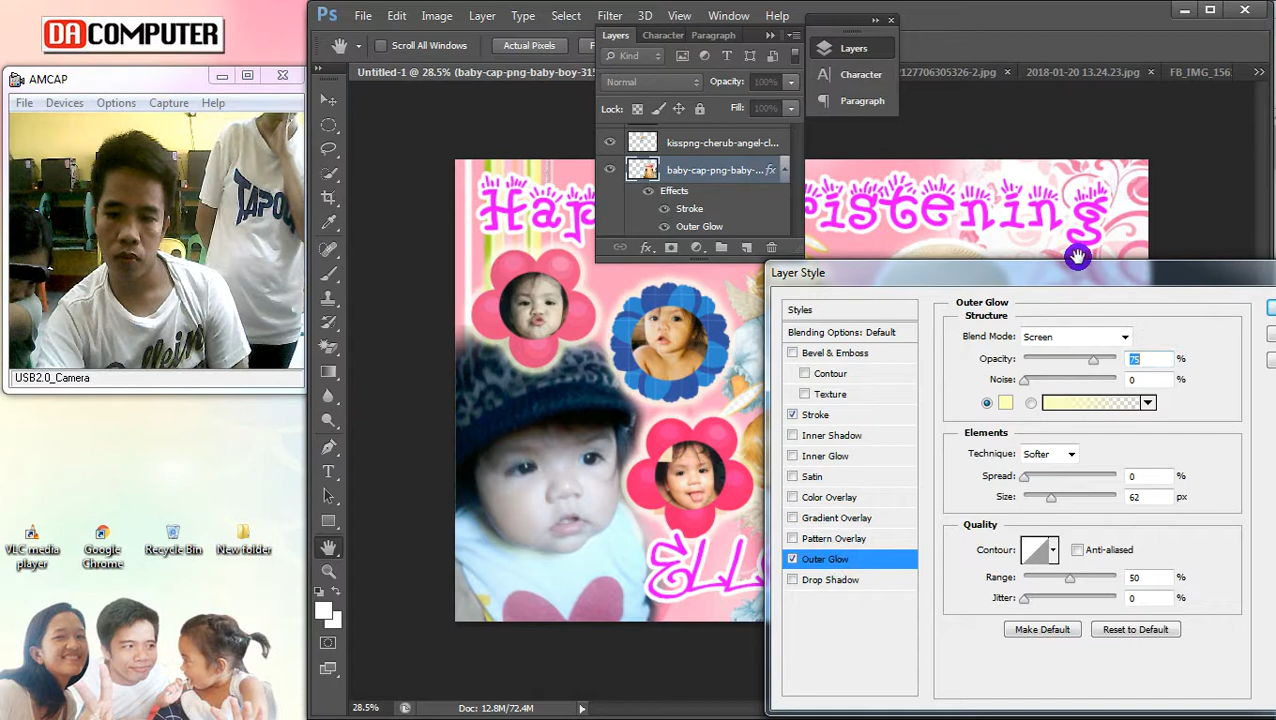 DA COMPUTER
AMCAP
File Devices Options Capture Help
TAPOU
USB2.0_Camera
VLC media player
Google Chrome
Recycle Bin
New folder
Ps File Edit Image Type Select Filter 3D View Window
Scroll All Windows Actual Pixels
Untitled-1 @ 28.5% (baby-cap-png-baby-boy-31
127706305326-2... -01-20 13.24.23.jpg
Layers Character Paragraph
Kind
Normal Opacity: 100%
Lock: Fill: 100%
kisspng-cherub-angel-cl...
baby-cap-png-baby-... fx
Effects
Stroke
Outer Glow
Layers
Character
Paragraph
Hap
istening
ELL
28.5% Doc: 12.8M/72.4M
Layer Style
Styles
Blending Options: Default
Bevel & Emboss
Contour
Texture
Stroke
Inner Shadow
Inner Glow
Satin
Color Overlay
Gradient Overlay
Pattern Overlay
Outer Glow
Drop Shadow
Outer Glow
Structure
Blend Mode: Screen
Opacity: 75 %
Noise: 0 %
Elements
Technique: Softer
Spread: 0 %
Size: 62 px
Quality
Contour: Anti-aliased
Range: 50 %
Jitter: 0 %
Make Default Reset to Default